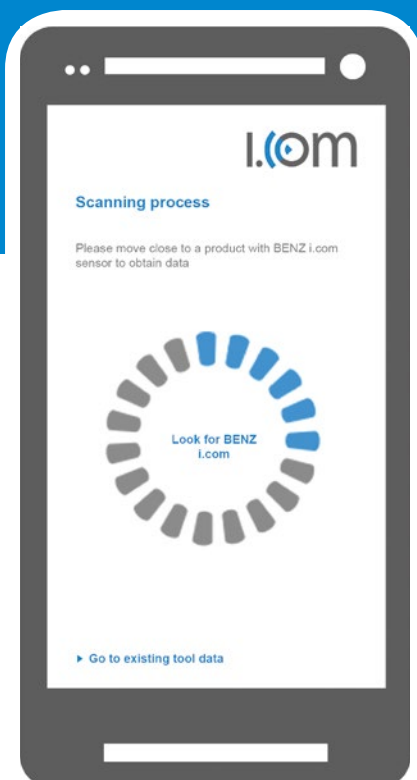 i.com
Scanning process
Please move close to a product with BENZ i.com
sensor to obtain data
Look for BENZ
i.com
Go to existing tool data